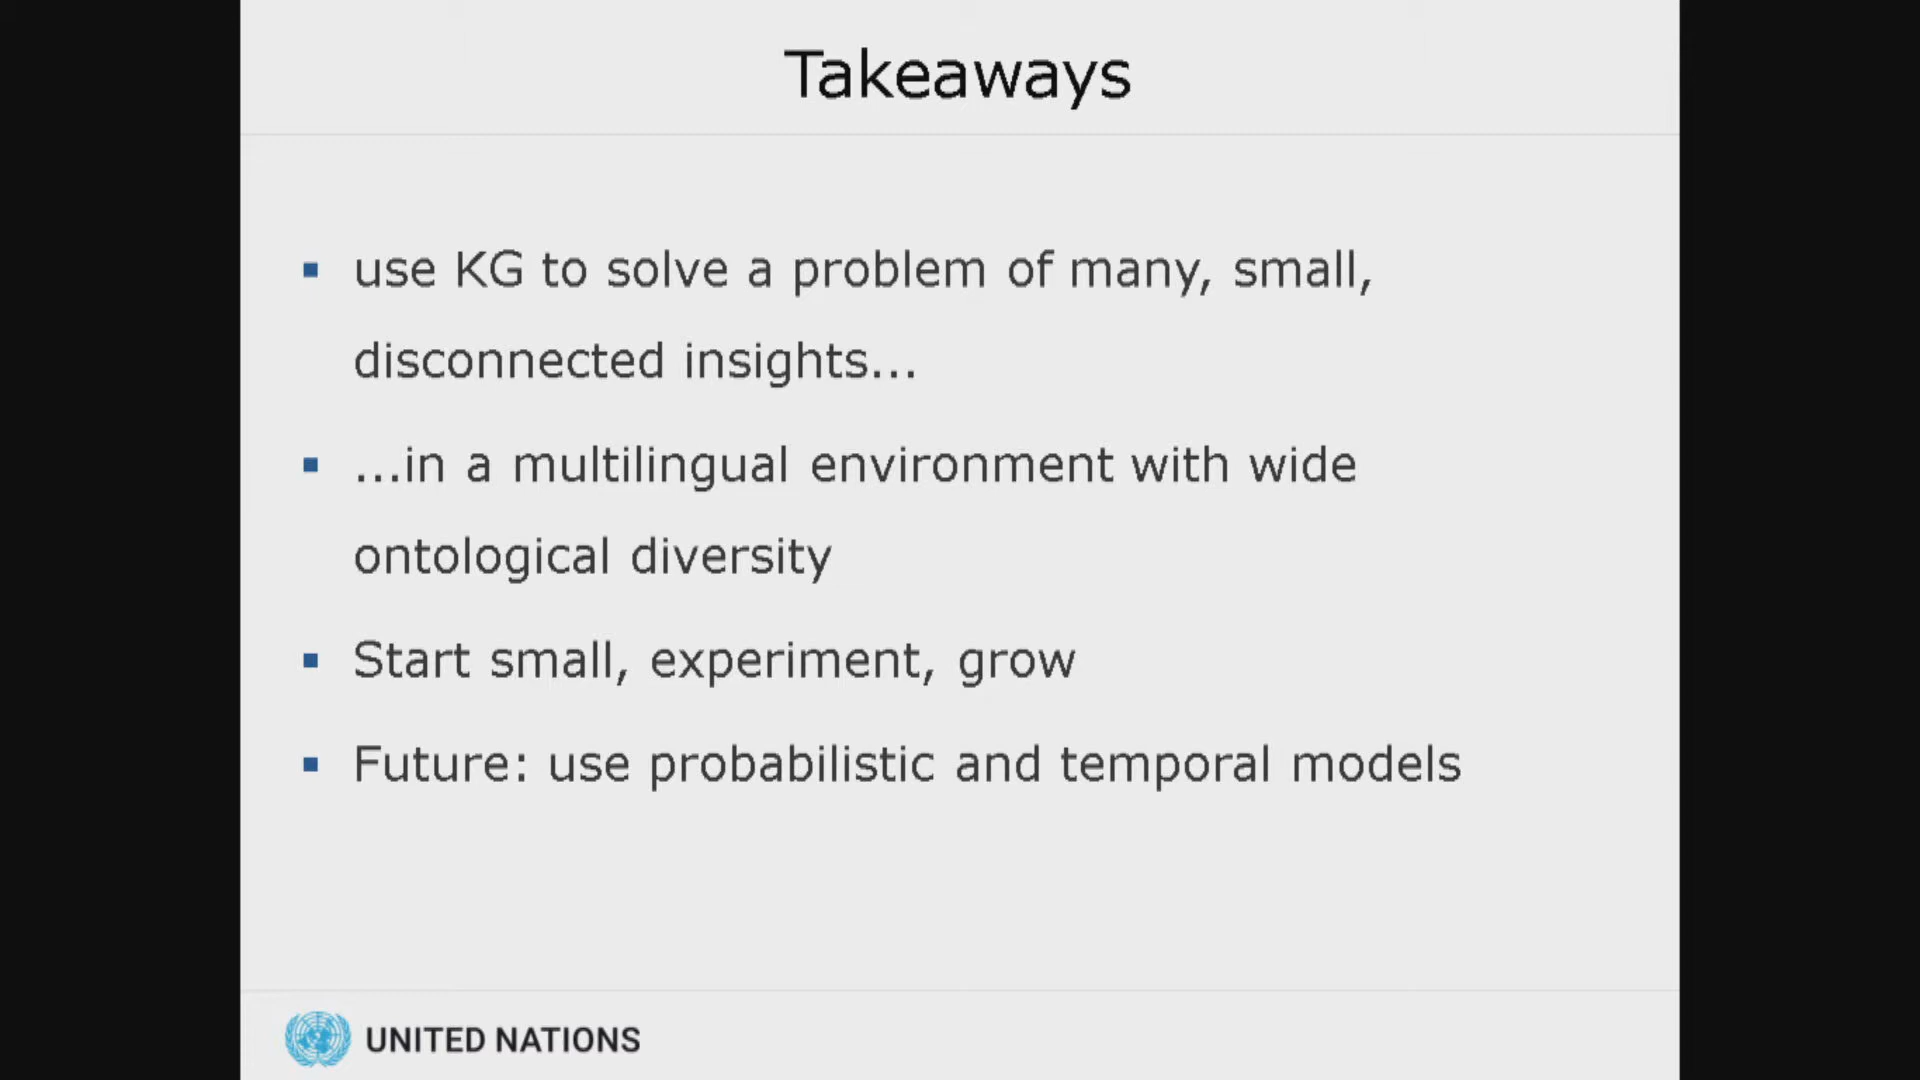 Takeaways
▪ use KG to solve a problem of many, small,
disconnected insights...
▪ ...in a multilingual environment with wide
ontological diversity
▪ Start small, experiment, grow
▪ Future: use probabilistic and temporal models
UNITED NATIONS